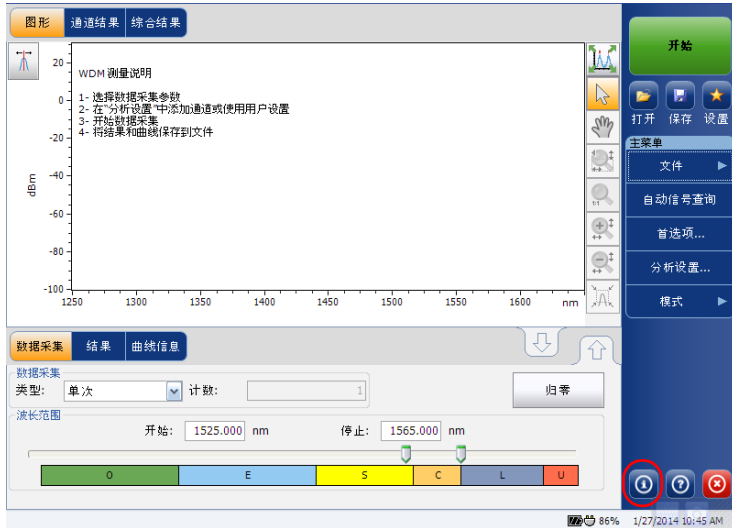 图形 通道结果 综合结果
开始
打开 保存 设置
主菜单
文件
自动信号查询
首选项...
分析设置...
模式
WDM 测量说明
1- 选择数据采集参数
2- 在"分析设置"中添加通道或使用用户设置
3- 开始数据采集
4- 将结果和曲线保存到文件
dBm
20
0
-20
-40
-60
-80
-100
1250 1300 1350 1400 1450 1500 1550 1600 nm
1:1
数据采集 结果 曲线信息
数据采集
类型: 单次 计数: 1 归零
波长范围
开始: 1525.000 nm 停止: 1565.000 nm
O E S C L U
86% 1/27/2014 10:45 AM